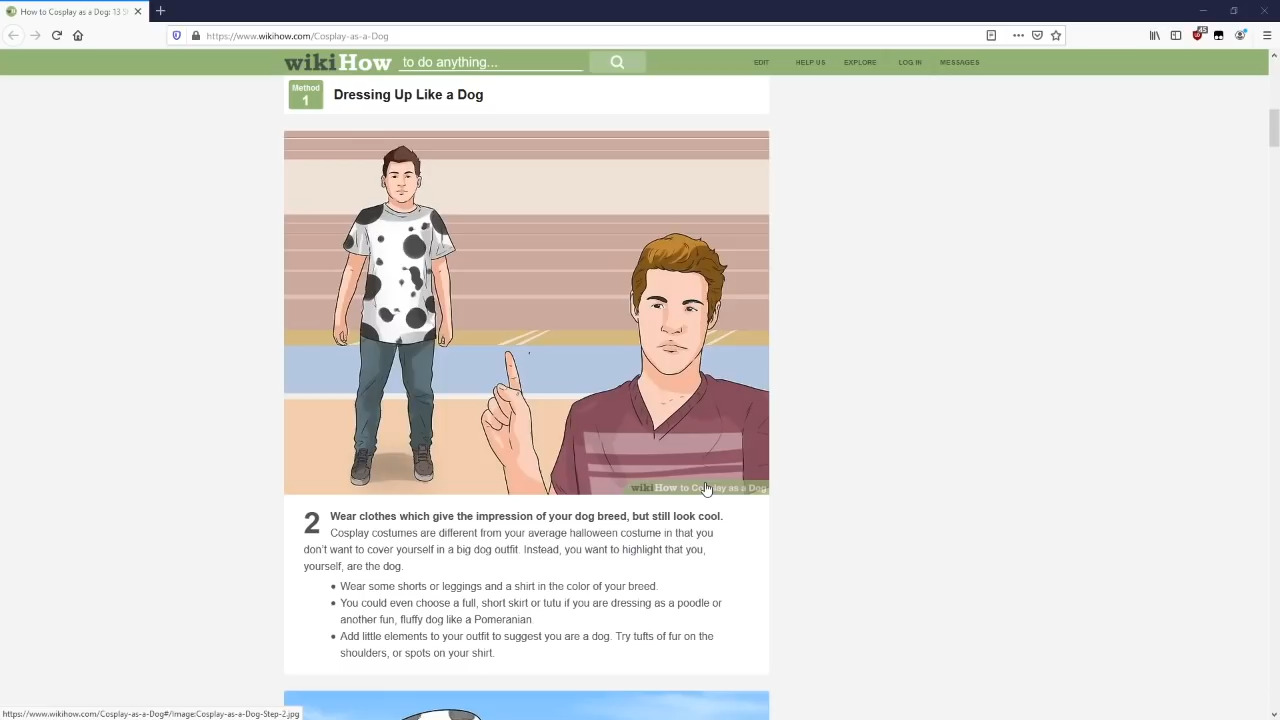 How to Cosplay as a Dog: 13 St
https://www.wikihow.com/Cosplay-as-a-Dog
wikiHow to do anything...
EDIT
HELP US
EXPLORE
LOG IN
MESSAGES
Method
1
Dressing Up Like a Dog
wikiHow to Cosplay as a Dog
2 Wear clothes which give the impression of your dog breed, but still look cool.
Cosplay costumes are different from your average halloween costume in that you
don't want to cover yourself in a big dog outfit. Instead, you want to highlight that you,
yourself, are the dog.
Wear some shorts or leggings and a shirt in the color of your breed.
You could even choose a full, short skirt or tutu if you are dressing as a poodle or
another fun, fluffy dog like a Pomeranian.
Add little elements to your outfit to suggest you are a dog. Try tufts of fur on the
shoulders, or spots on your shirt.
https://www.wikihow.com/Cosplay-as-a-Dog#/Image:Cosplay-as-a-Dog-Step-2.jpg